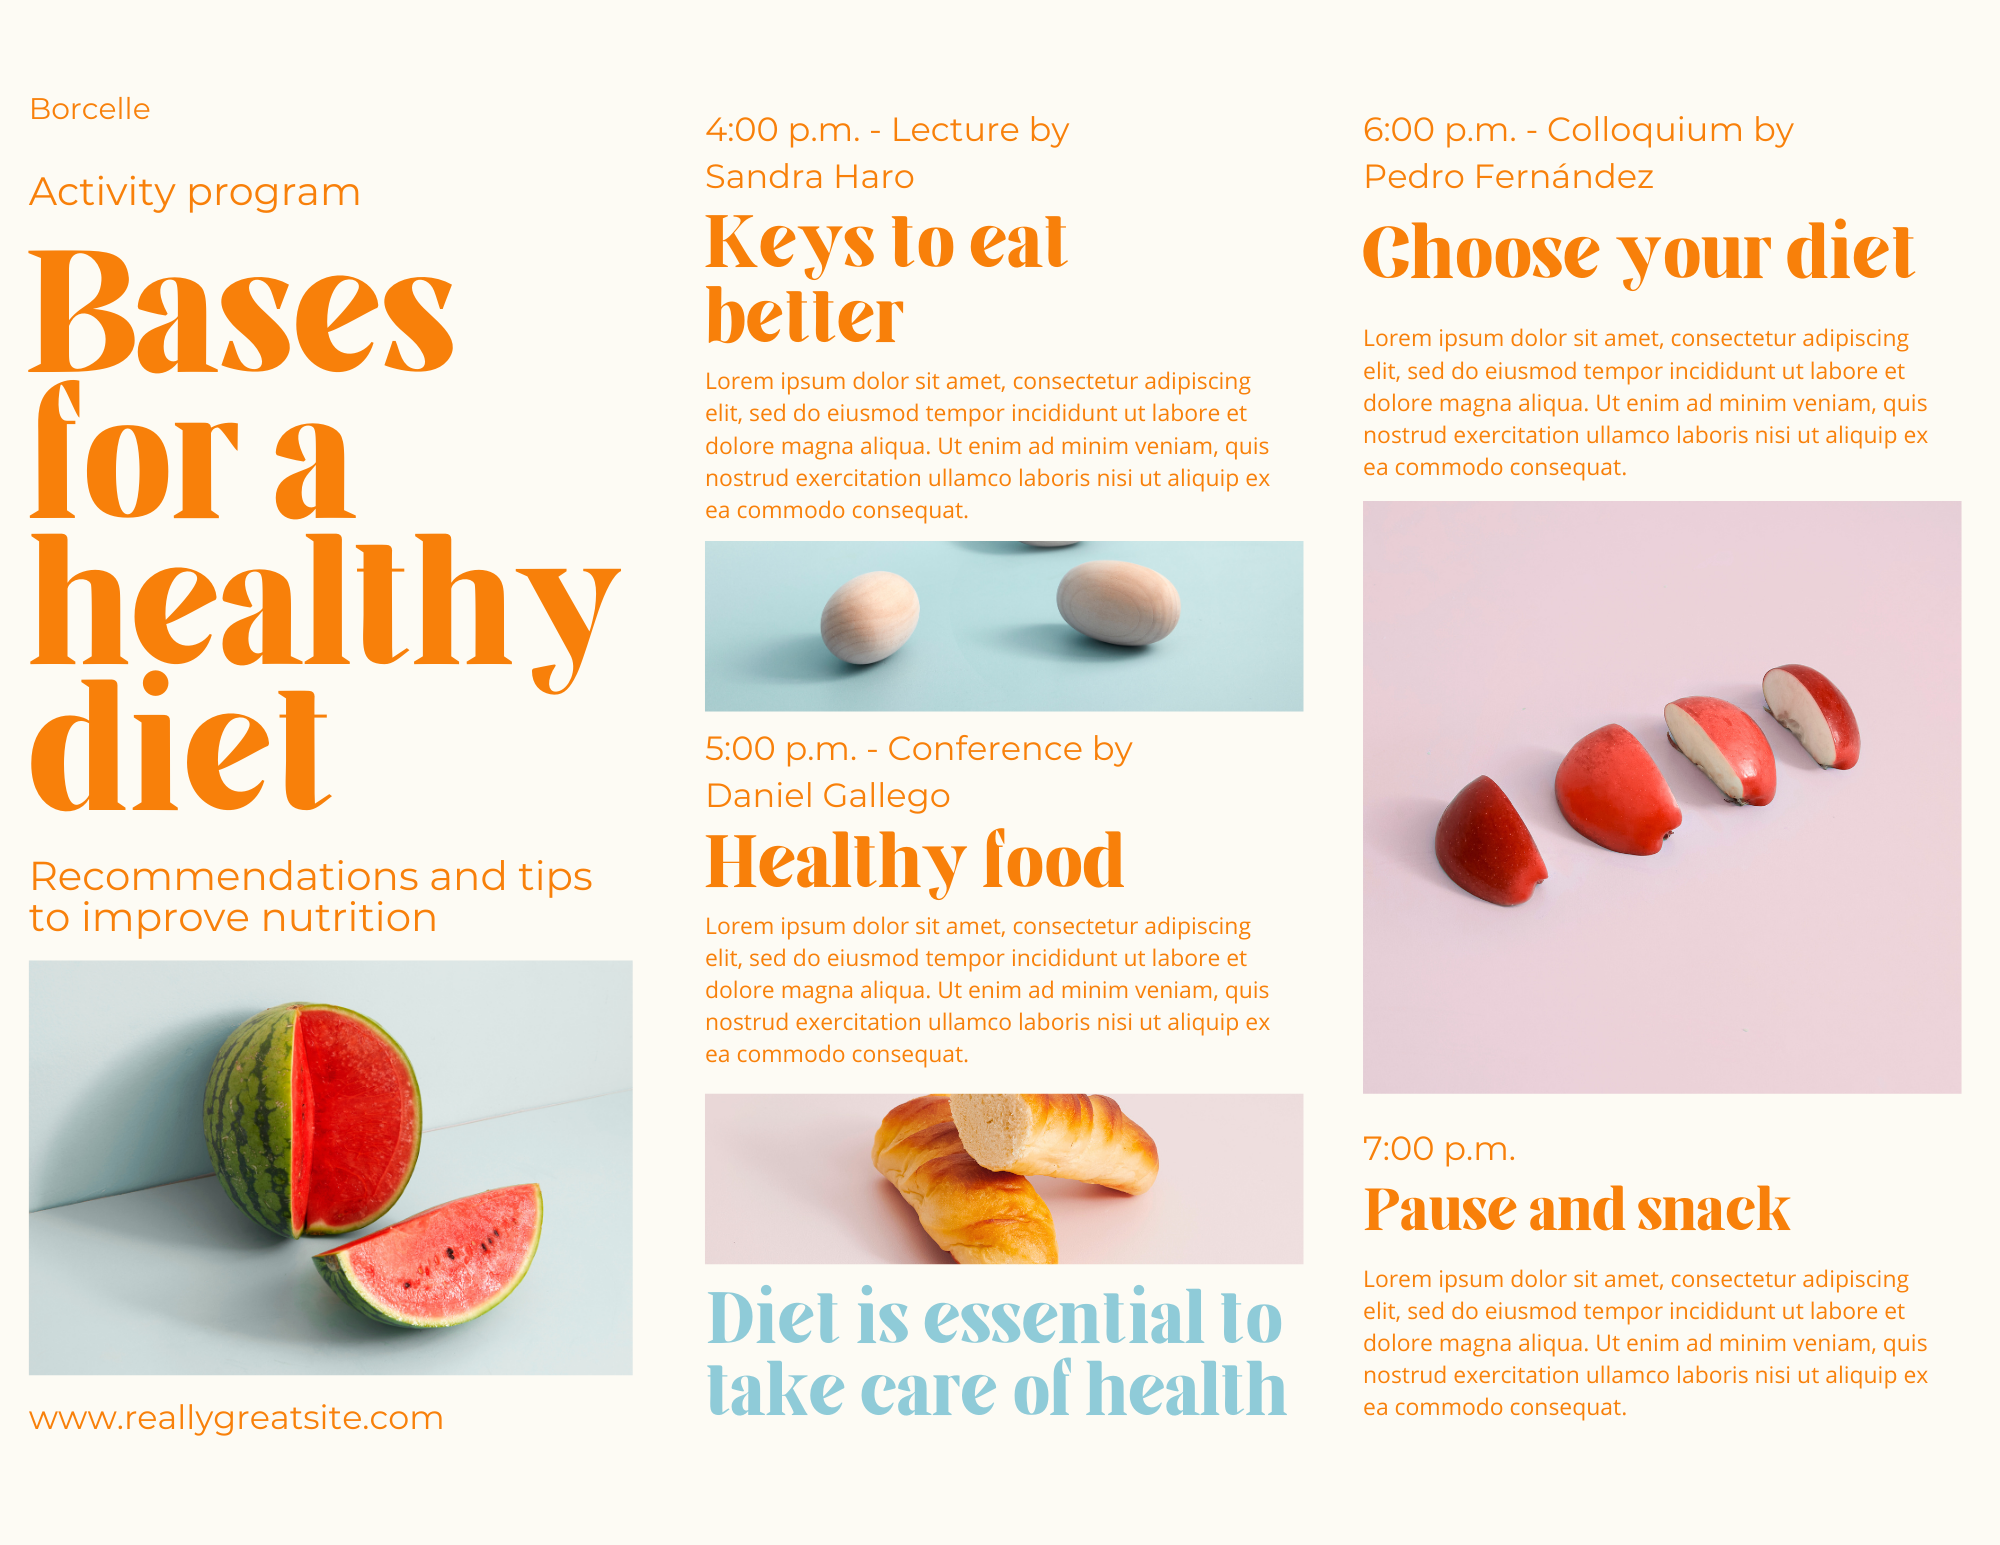 Borcelle
Activity program
Bases
for a
healthy
diet
Recommendations and tips
to improve nutrition
www.reallygreatsite.com
4:00 p.m. - Lecture by
Sandra Haro
Keys to eat
better
Lorem ipsum dolor sit amet, consectetur adipiscing
elit, sed do eiusmod tempor incididunt ut labore et
dolore magna aliqua. Ut enim ad minim veniam, quis
nostrud exercitation ullamco laboris nisi ut aliquip ex
ea commodo consequat.
5:00 p.m. - Conference by
Daniel Gallego
Healthy food
Lorem ipsum dolor sit amet, consectetur adipiscing
elit, sed do eiusmod tempor incididunt ut labore et
dolore magna aliqua. Ut enim ad minim veniam, quis
nostrud exercitation ullamco laboris nisi ut aliquip ex
ea commodo consequat.
Diet is essential to
take care of health
6:00 p.m. - Colloquium by
Pedro Fernández
Choose your diet
Lorem ipsum dolor sit amet, consectetur adipiscing
elit, sed do eiusmod tempor incididunt ut labore et
dolore magna aliqua. Ut enim ad minim veniam, quis
nostrud exercitation ullamco laboris nisi ut aliquip ex
ea commodo consequat.
7:00 p.m.
Pause and snack
Lorem ipsum dolor sit amet, consectetur adipiscing
elit, sed do eiusmod tempor incididunt ut labore et
dolore magna aliqua. Ut enim ad minim veniam, quis
nostrud exercitation ullamco laboris nisi ut aliquip ex
ea commodo consequat.